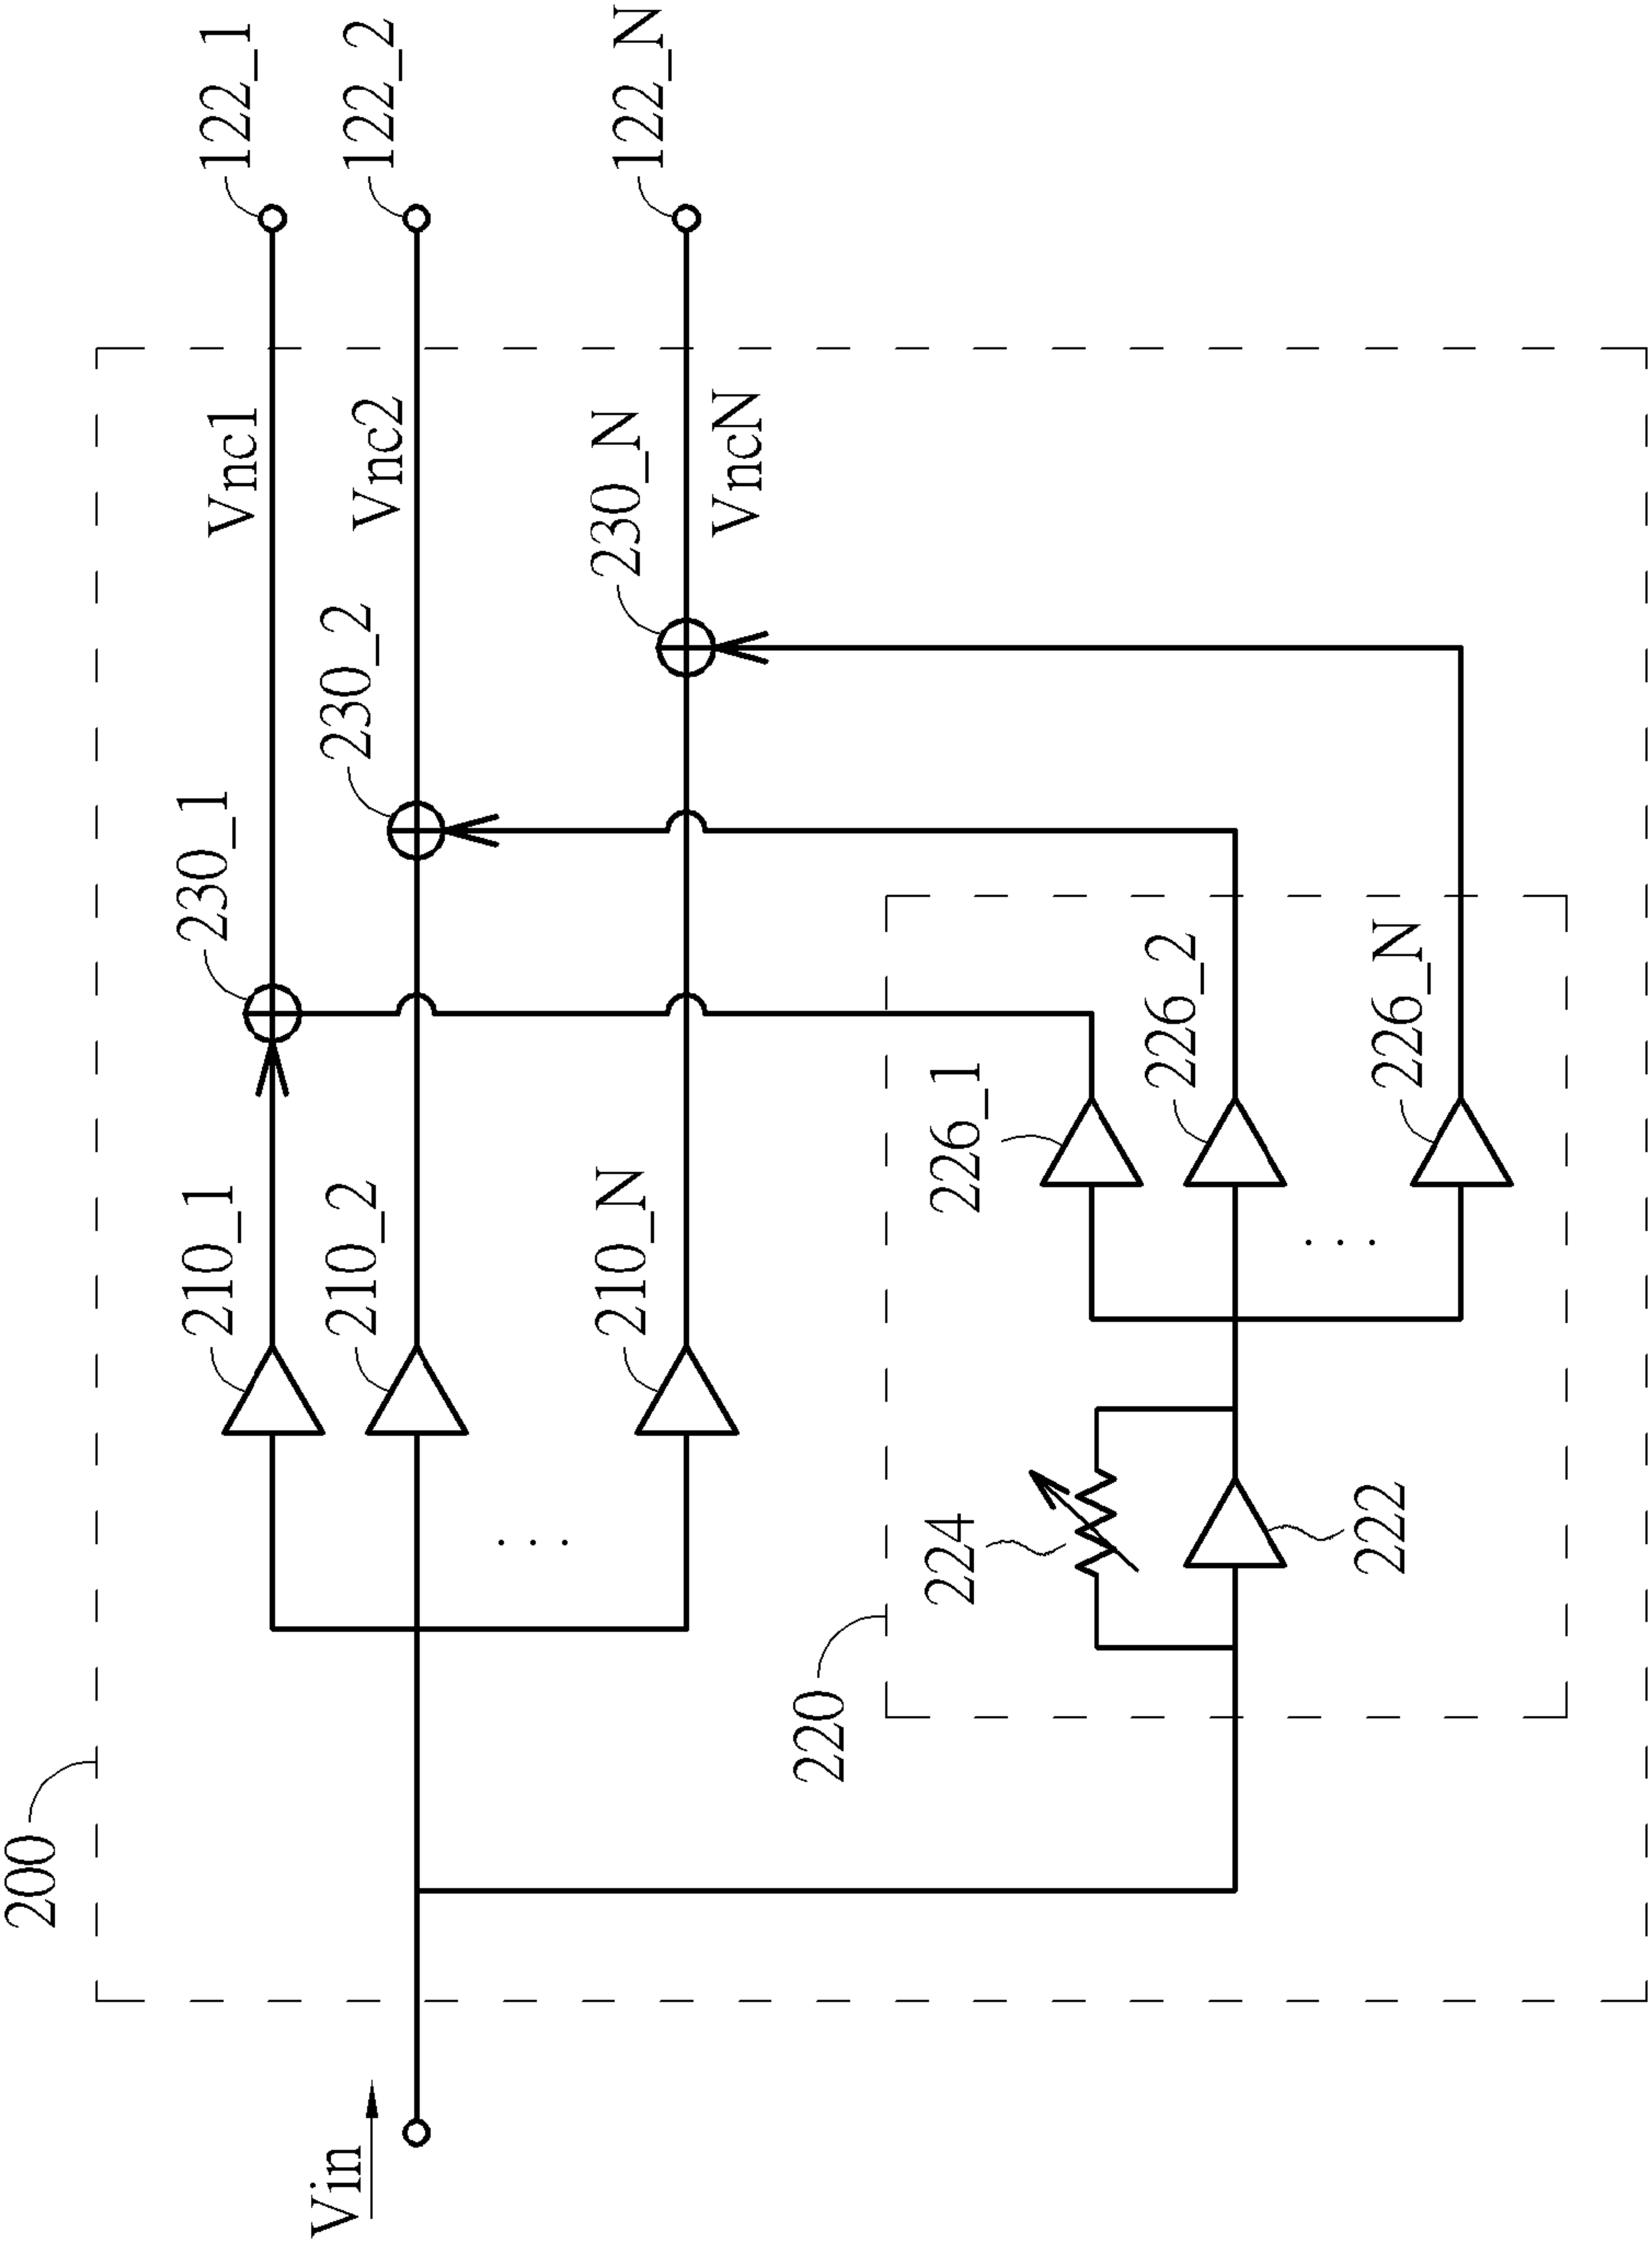 200
Vin
210_1
230_1
Vnc1
122_1
210_2
230_2
Vnc2
122_2
. . .
210_N
230_N
VncN
122_N
220
224
222
226_1
226_2
. . .
226_N